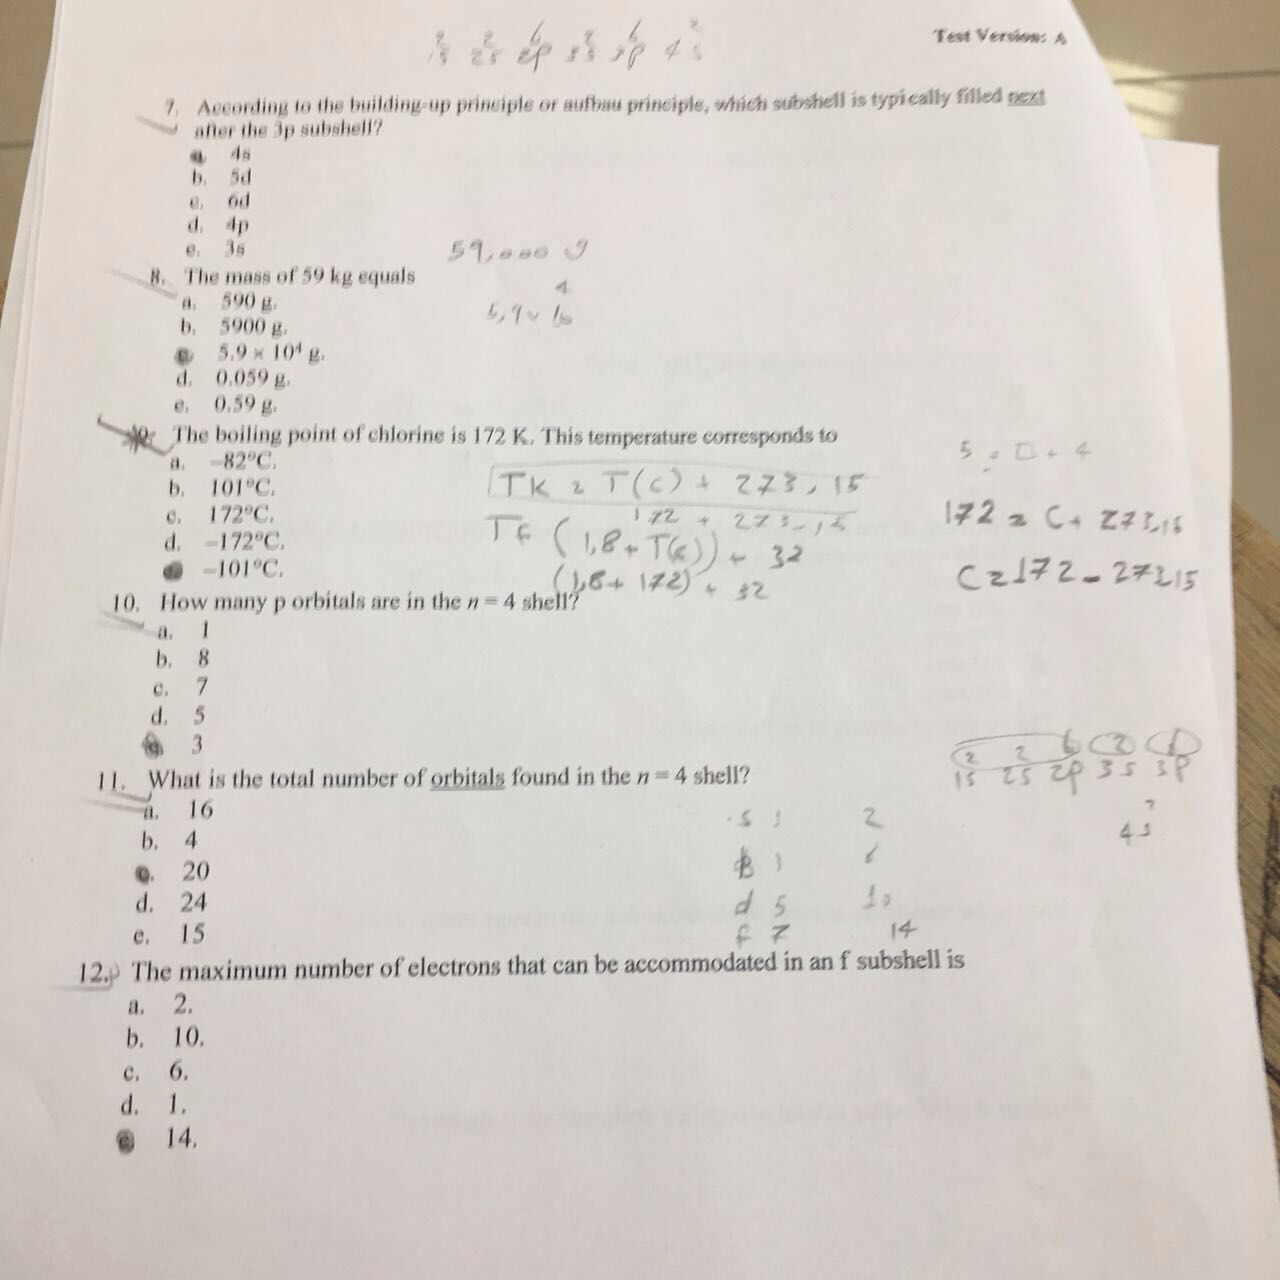 2 2 6 2 6 2
1s 2s 2p 3s 3p 4s
Test Version: A
7. According to the building-up principle or aufbau principle, which subshell is typically filled next
after the 3p subshell?
a. 4s
b. 5d
c. 6d
d. 4p
e. 3s
59,000 g
8. The mass of 59 kg equals
a. 590 g.
4
5,9 × 10
b. 5900 g.
5.9 × 10⁴ g.
d. 0.059 g.
e. 0.59 g.
9. The boiling point of chlorine is 172 K. This temperature corresponds to
a. –82°C.
b. 101°C.
c. 172°C.
d. –172°C.
–101°C.
TK = T(c) + 273,15
172 + 273,15
TF (1,8 + T(c)) + 32
(1,8 + 172) + 32
172 = C + 273,15
C = 172 - 273,15
10. How many p orbitals are in the n = 4 shell?
a. 1
b. 8
c. 7
d. 5
e. 3
2 2 6 2 6
1s 2s 2p 3s 3p
4s
11. What is the total number of orbitals found in the n = 4 shell?
a. 16
b. 4
c. 20
d. 24
e. 15
s 1 2
3 6
d 5 10
f 7 14
12. The maximum number of electrons that can be accommodated in an f subshell is
a. 2.
b. 10.
c. 6.
d. 1.
14.